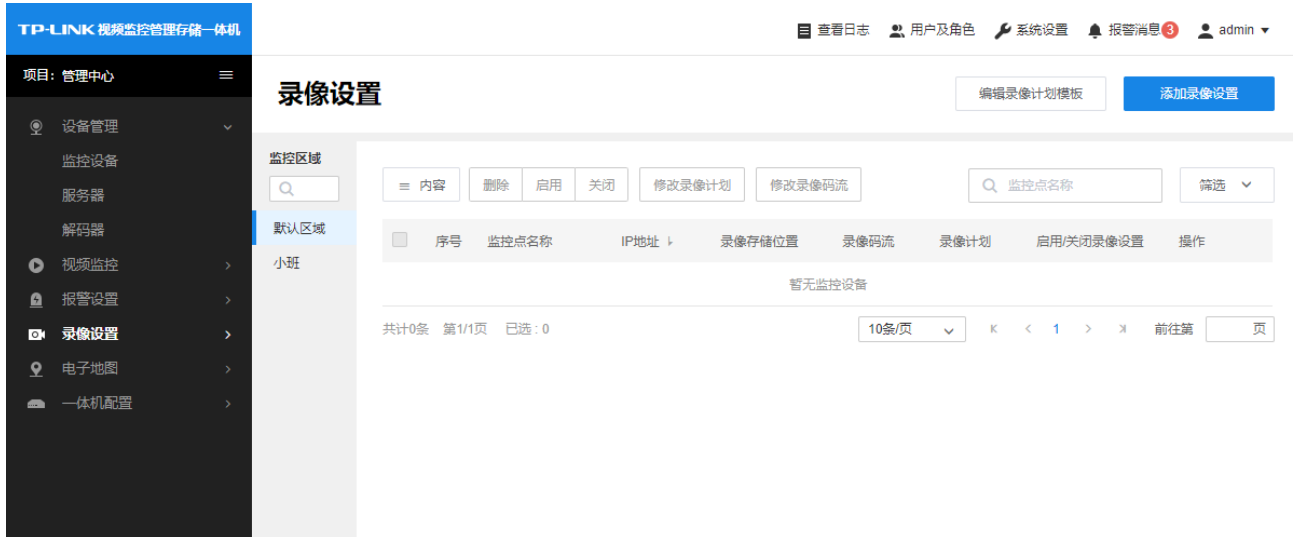 TP-LINK 视频监控管理存储一体机
查看日志 用户及角色 系统设置 报警消息 3 admin
项目: 管理中心
录像设置
编辑录像计划模板 添加录像设置
设备管理
监控设备
服务器
解码器
视频监控
报警设置
录像设置
电子地图
一体机配置
监控区域
默认区域
小班
内容 删除 启用 关闭 修改录像计划 修改录像码流 监控点名称 筛选
序号 监控点名称 IP地址 录像存储位置 录像码流 录像计划 启用/关闭录像设置 操作
暂无监控设备
共计0条 第1/1页 已选 : 0 10条/页 1 前往第 页